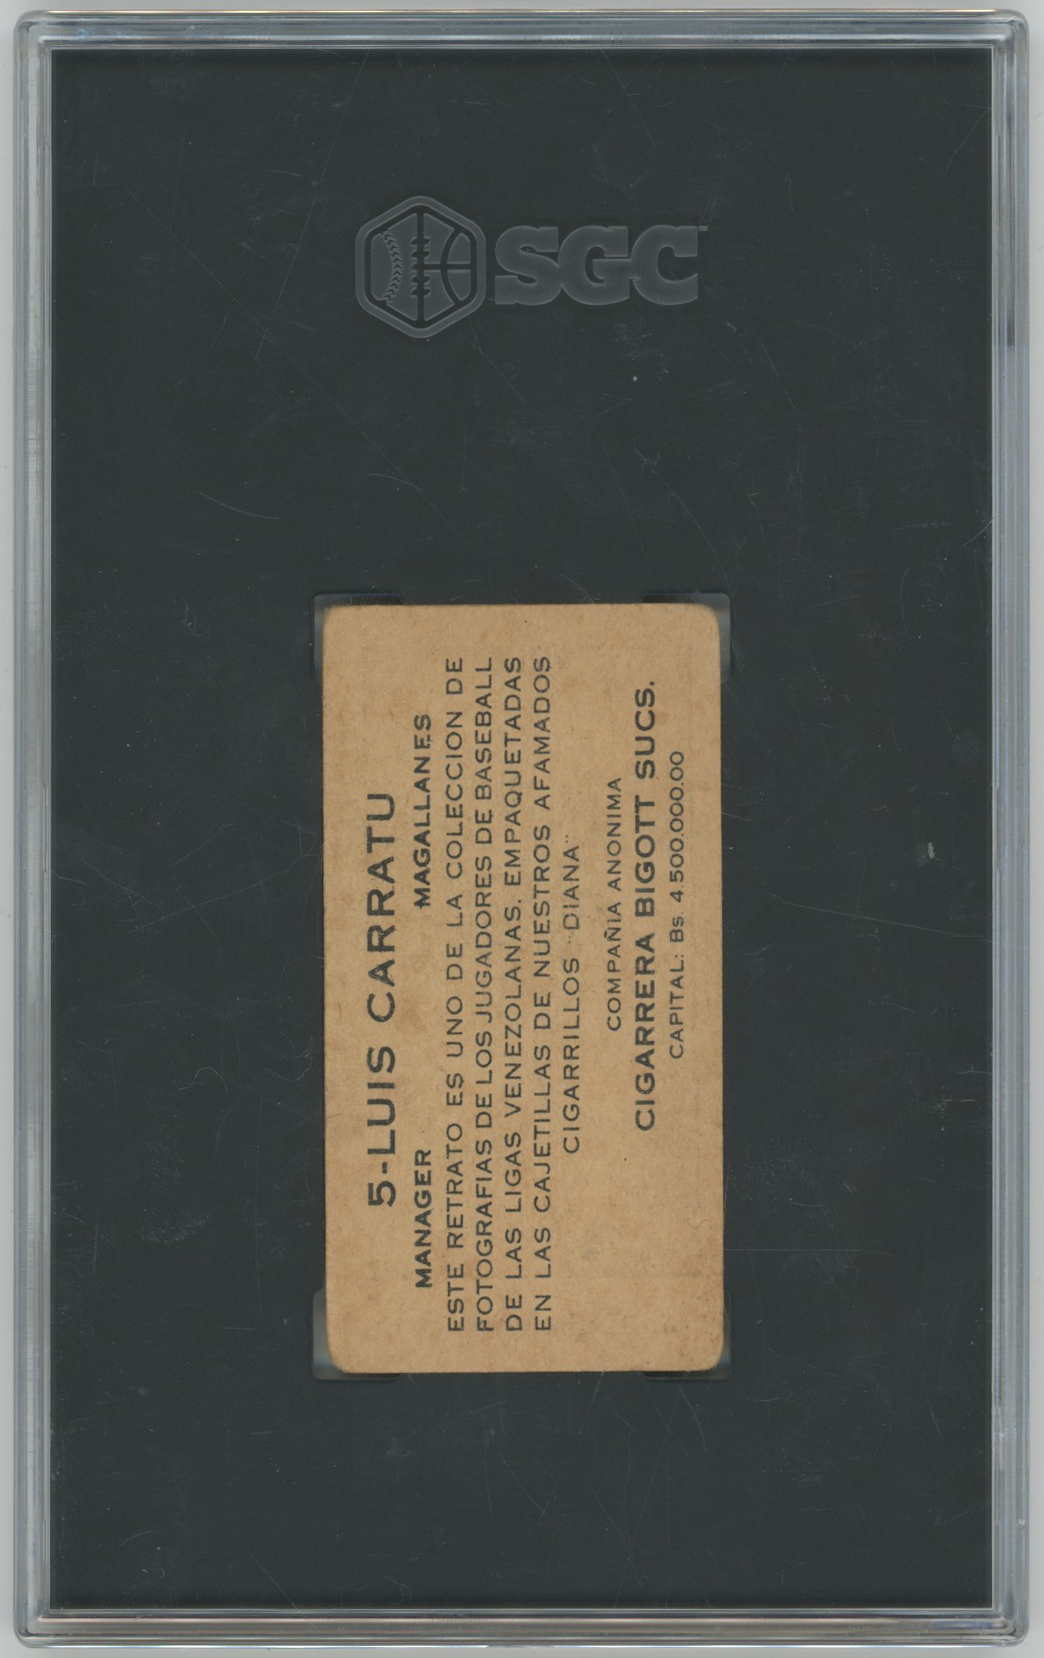 SGC
5-LUIS CARRATU
MANAGER MAGALLANES
ESTE RETRATO ES UNO DE LA COLECCION DE
FOTOGRAFIAS DE LOS JUGADORES DE BASEBALL
DE LAS LIGAS VENEZOLANAS, EMPAQUETADAS
EN LAS CAJETILLAS DE NUESTROS AFAMADOS
CIGARRILLOS "DIANA"
COMPAÑIA ANONIMA
CIGARRERA BIGOTT SUCS.
CAPITAL: Bs. 4.500.000.00